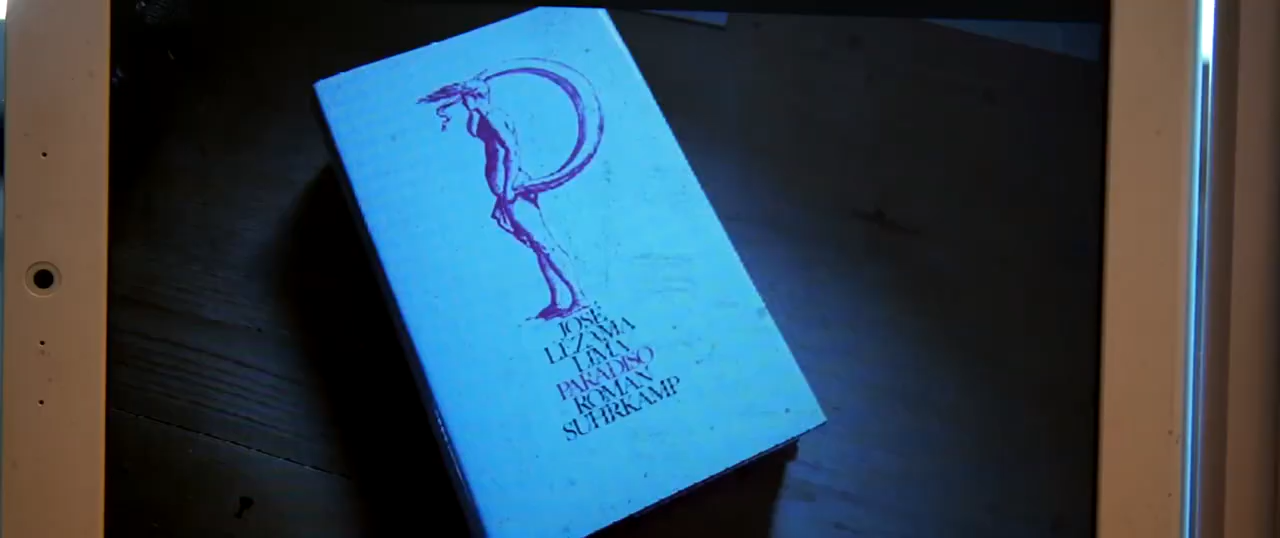 JOSÉ
LEZAMA
LIMA
PARADISO
ROMAN
SUHRKAMP